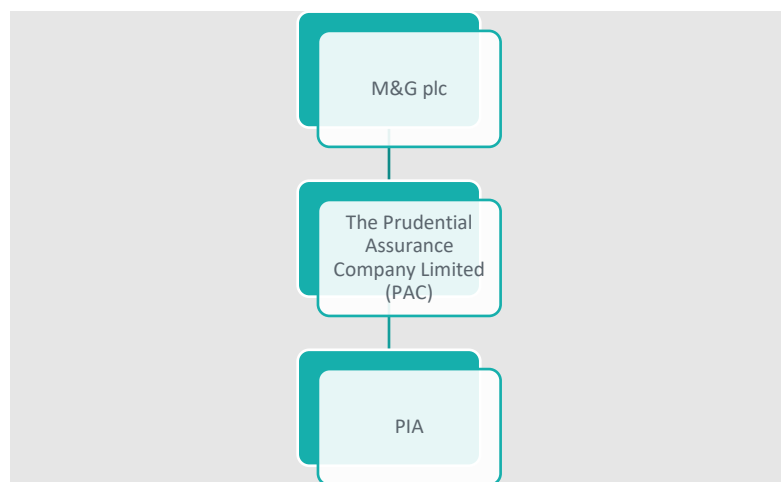 M&G plc
The Prudential
Assurance
Company Limited
(PAC)
PIA